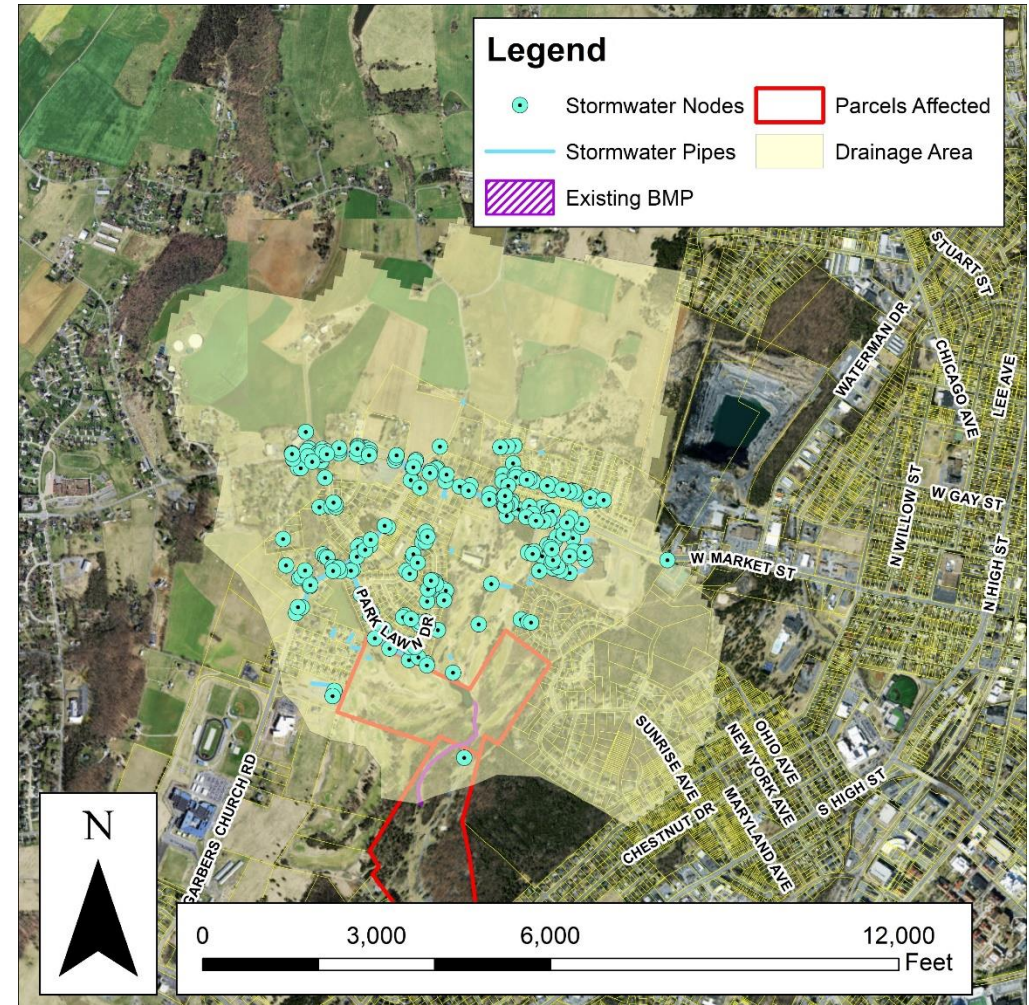 Legend
Stormwater Nodes
Parcels Affected
Stormwater Pipes
Drainage Area
Existing BMP
STUART ST
WATERMAN DR
CHICAGO AVE
LEE AVE
W GAY ST
N WILLOW ST
N HIGH ST
W MARKET ST
PARK LAWN DR
SUNRISE AVE
OHIO AVE
NEW YORK AVE
MARYLAND AVE
S HIGH ST
CHESTNUT DR
GARBERS CHURCH RD
N
0 3,000 6,000 12,000
Feet